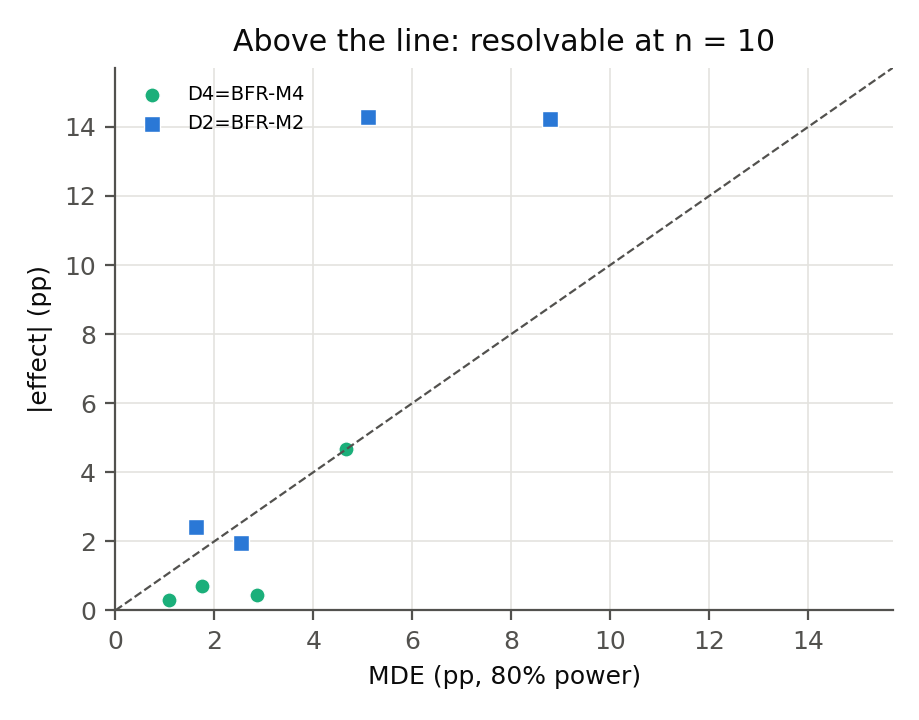 Above the line: resolvable at n = 10
D4=BFR-M4
D2=BFR-M2
|effect| (pp)
14
12
10
8
6
4
2
0
0 2 4 6 8 10 12 14
MDE (pp, 80% power)